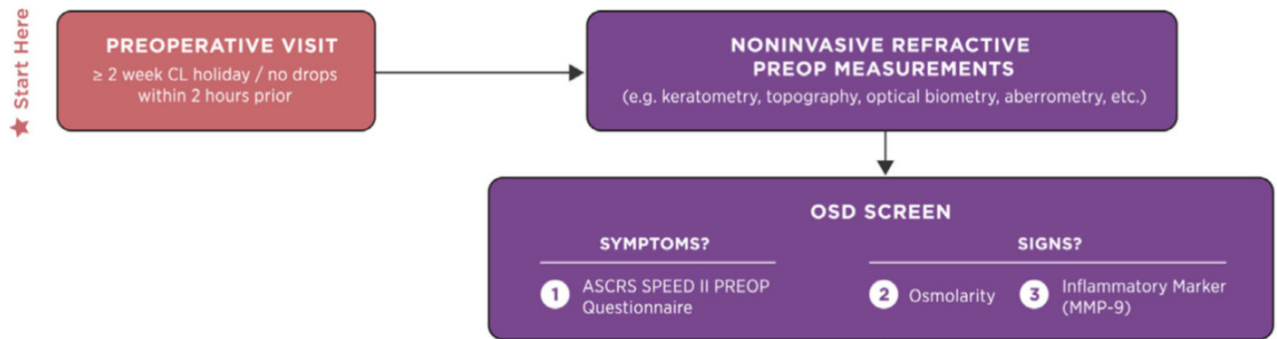 Start Here
PREOPERATIVE VISIT
≥ 2 week CL holiday / no drops
within 2 hours prior
NONINVASIVE REFRACTIVE
PREOP MEASUREMENTS
(e.g. keratometry, topography, optical biometry, aberrometry, etc.)
OSD SCREEN
SYMPTOMS?
1 ASCRS SPEED II PREOP
Questionnaire
SIGNS?
2 Osmolarity
3 Inflammatory Marker
(MMP-9)